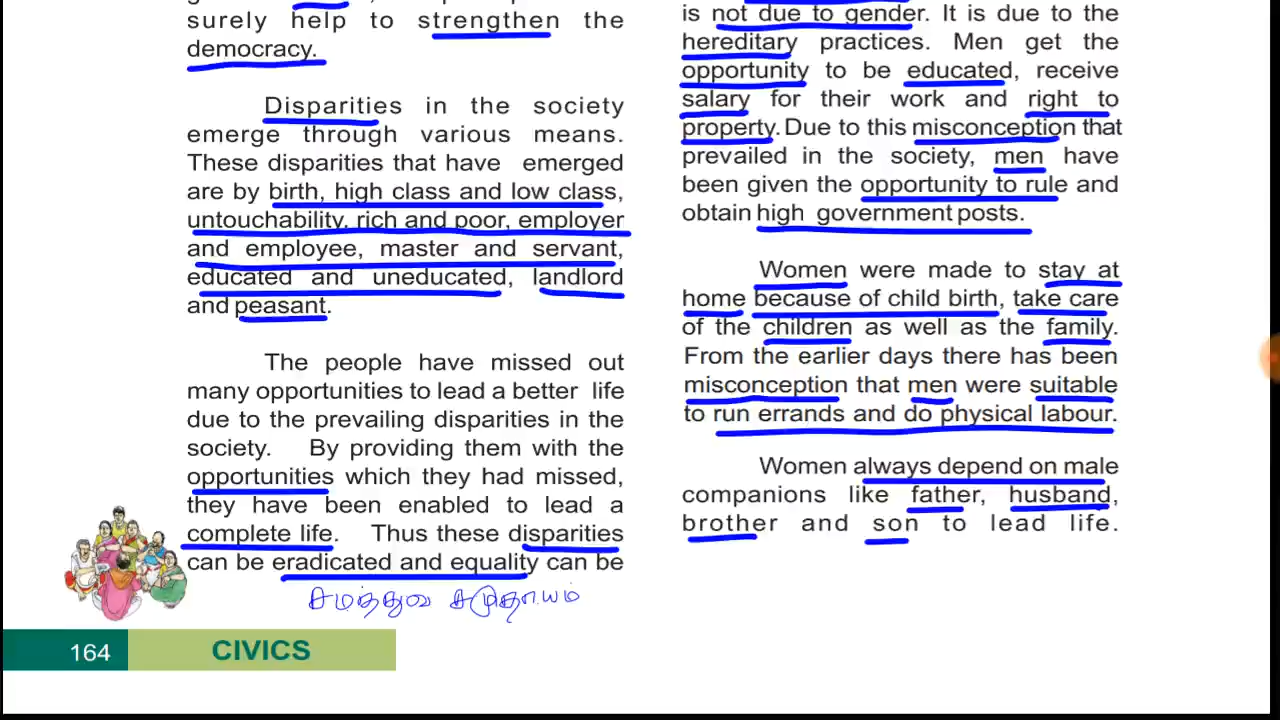 surely help to strengthen the
democracy.
Disparities in the society
emerge through various means.
These disparities that have emerged
are by birth, high class and low class,
untouchability, rich and poor, employer
and employee, master and servant,
educated and uneducated, landlord
and peasant.
The people have missed out
many opportunities to lead a better life
due to the prevailing disparities in the
society. By providing them with the
opportunities which they had missed,
they have been enabled to lead a
complete life. Thus these disparities
can be eradicated and equality can be
சமத்துவ சமுதாயம்
164 CIVICS
is not due to gender. It is due to the
hereditary practices. Men get the
opportunity to be educated, receive
salary for their work and right to
property. Due to this misconception that
prevailed in the society, men have
been given the opportunity to rule and
obtain high government posts.
Women were made to stay at
home because of child birth, take care
of the children as well as the family.
From the earlier days there has been
misconception that men were suitable
to run errands and do physical labour.
Women always depend on male
companions like father, husband,
brother and son to lead life.